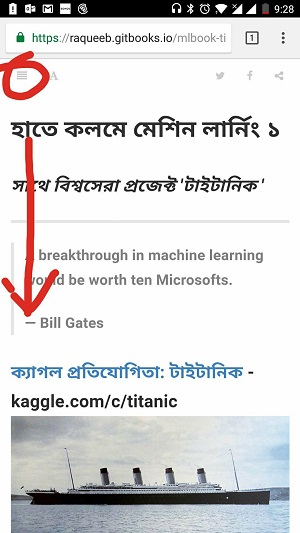 9:28
https://raqueeb.gitbooks.io/mlbook-ti
1
A
হাতে কলমে মেশিন লার্নিং ১
সাথে বিশ্বসেরা প্রজেক্ট 'টাইটানিক'
A breakthrough in machine learning
would be worth ten Microsofts.
— Bill Gates
ক্যাগল প্রতিযোগিতা: টাইটানিক -
kaggle.com/c/titanic